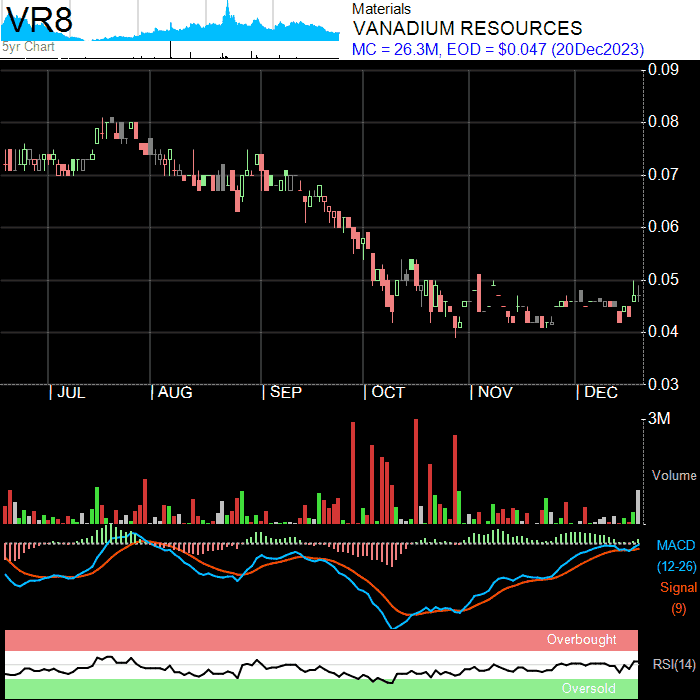 VR8
5yr Chart
Materials
VANADIUM RESOURCES
MC = 26.3M, EOD = $0.047 (20Dec2023)
0.09
0.08
0.07
0.06
0.05
0.04
0.03
JUL AUG SEP OCT NOV DEC
3M
Volume
MACD
(12-26)
Signal
(9)
Overbought
RSI(14)
Oversold